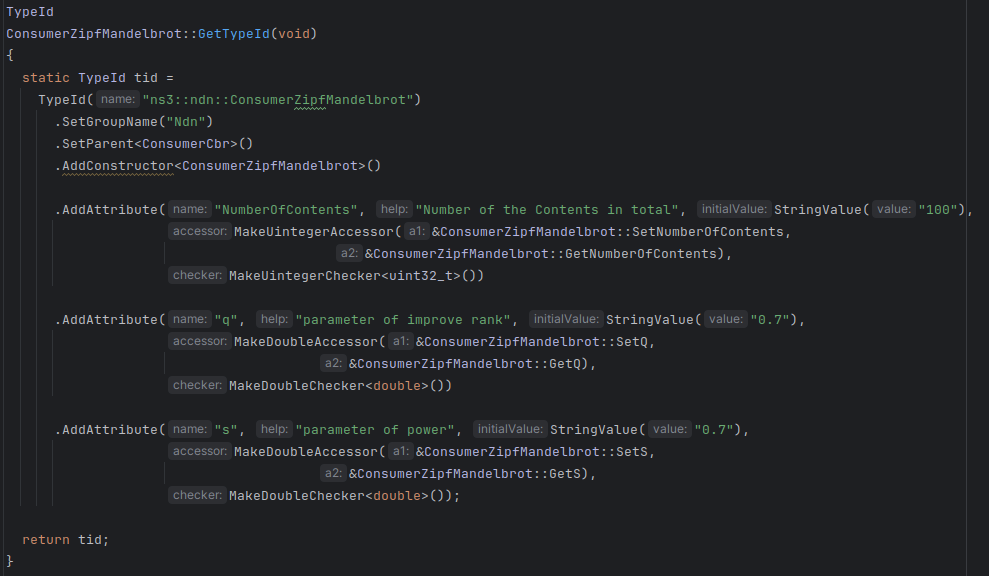 TypeId
ConsumerZipfMandelbrot::GetTypeId(void)
{
  static TypeId tid =
    TypeId( name: "ns3::ndn::ConsumerZipfMandelbrot")
      .SetGroupName("Ndn")
      .SetParent<ConsumerCbr>()
      .AddConstructor<ConsumerZipfMandelbrot>()

      .AddAttribute( name: "NumberOfContents", help: "Number of the Contents in total", initialValue: StringValue( value: "100"),
                    accessor: MakeUintegerAccessor( a1: &ConsumerZipfMandelbrot::SetNumberOfContents,
                                         a2: &ConsumerZipfMandelbrot::GetNumberOfContents),
                    checker: MakeUintegerChecker<uint32_t>())

      .AddAttribute( name: "q", help: "parameter of improve rank", initialValue: StringValue( value: "0.7"),
                    accessor: MakeDoubleAccessor( a1: &ConsumerZipfMandelbrot::SetQ,
                                       a2: &ConsumerZipfMandelbrot::GetQ),
                    checker: MakeDoubleChecker<double>())

      .AddAttribute( name: "s", help: "parameter of power", initialValue: StringValue( value: "0.7"),
                    accessor: MakeDoubleAccessor( a1: &ConsumerZipfMandelbrot::SetS,
                                       a2: &ConsumerZipfMandelbrot::GetS),
                    checker: MakeDoubleChecker<double>());

  return tid;
}